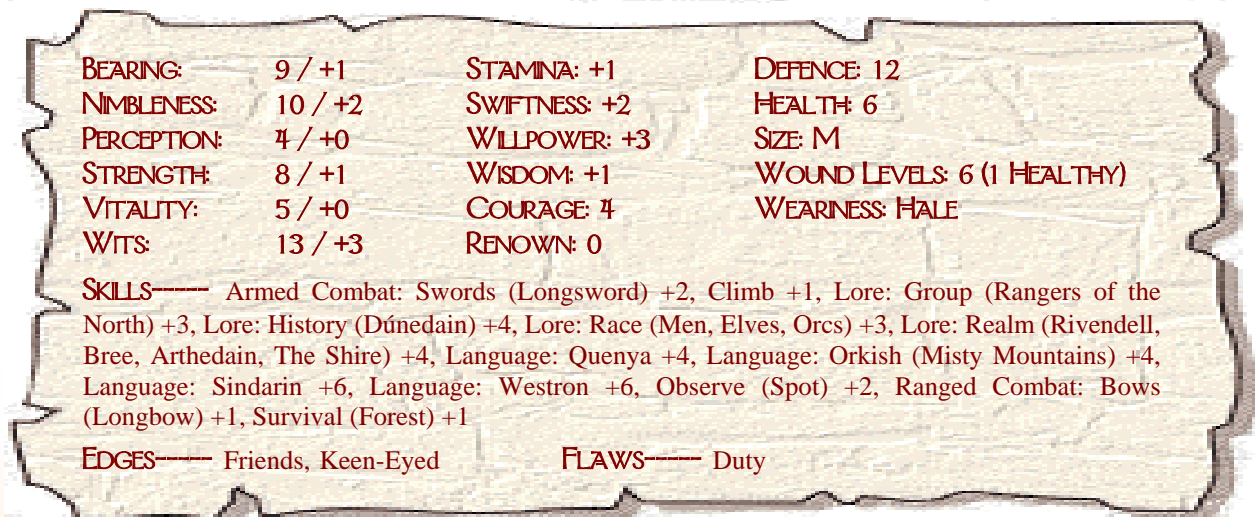 BEARING: 9 / +1 STAMINA: +1 DEFENCE: 12
NIMBLENESS: 10 / +2 SWIFTNESS: +2 HEALTH: 6
PERCEPTION: 4 / +0 WILLPOWER: +3 SIZE: M
STRENGTH: 8 / +1 WISDOM: +1 WOUND LEVELS: 6 (1 HEALTHY)
VITALITY: 5 / +0 COURAGE: 4 WEARINESS: HALE
WITS: 13 / +3 RENOWN: 0
SKILLS----- Armed Combat: Swords (Longsword) +2, Climb +1, Lore: Group (Rangers of the
North) +3, Lore: History (Dúnedain) +4, Lore: Race (Men, Elves, Orcs) +3, Lore: Realm (Rivendell,
Bree, Arthedain, The Shire) +4, Language: Quenya +4, Language: Orkish (Misty Mountains) +4,
Language: Sindarin +6, Language: Westron +6, Observe (Spot) +2, Ranged Combat: Bows
(Longbow) +1, Survival (Forest) +1
EDGES----- Friends, Keen-Eyed FLAWS----- Duty